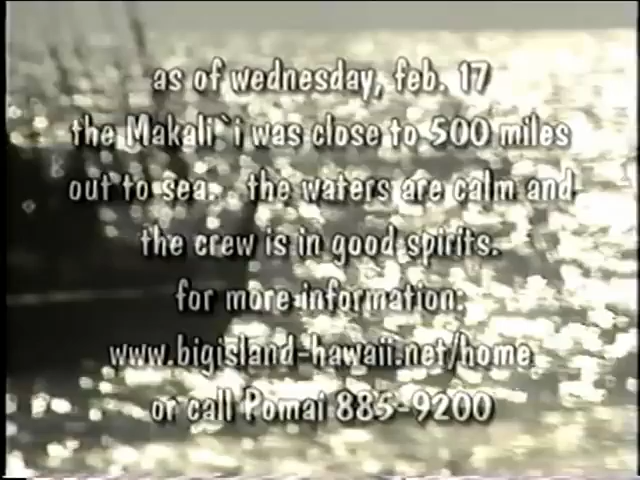 as of wednesday, feb. 17
the Makali`i was close to 500 miles
out to sea. the waters are calm and
the crew is in good spirits.
for more information:
www.bigisland-hawaii.net/home
or call Pomai 885-9200